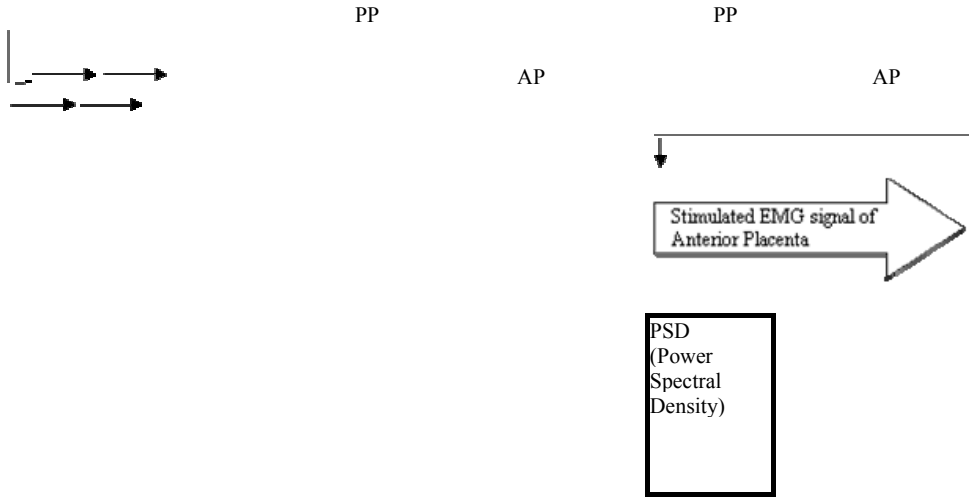 PP PP
AP AP
Stimulated EMG signal of
Anterior Placenta
PSD
(Power
Spectral
Density)